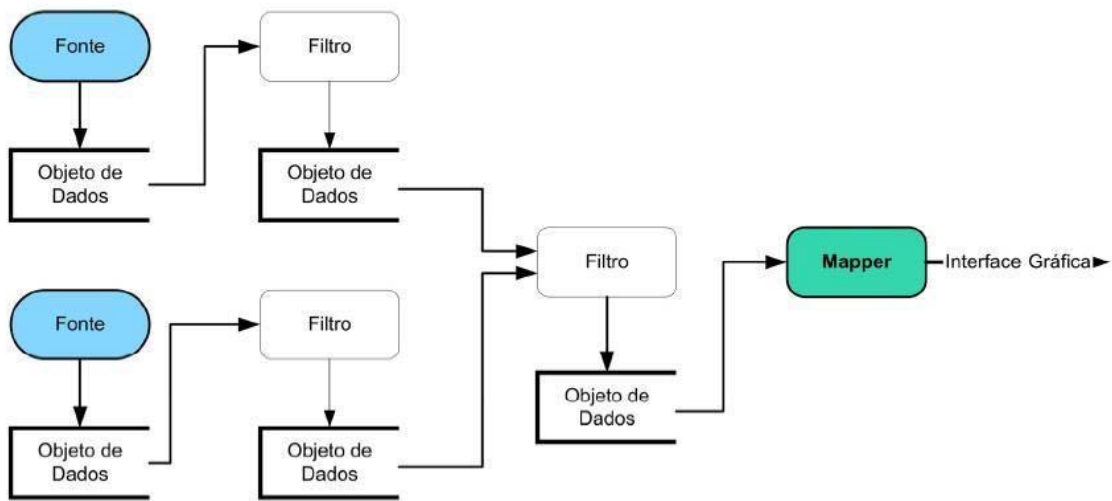 Fonte
Filtro
Objeto de
Dados
Objeto de
Dados
Filtro
Mapper
Interface Gráfica
Fonte
Filtro
Objeto de
Dados
Objeto de
Dados
Objeto de
Dados